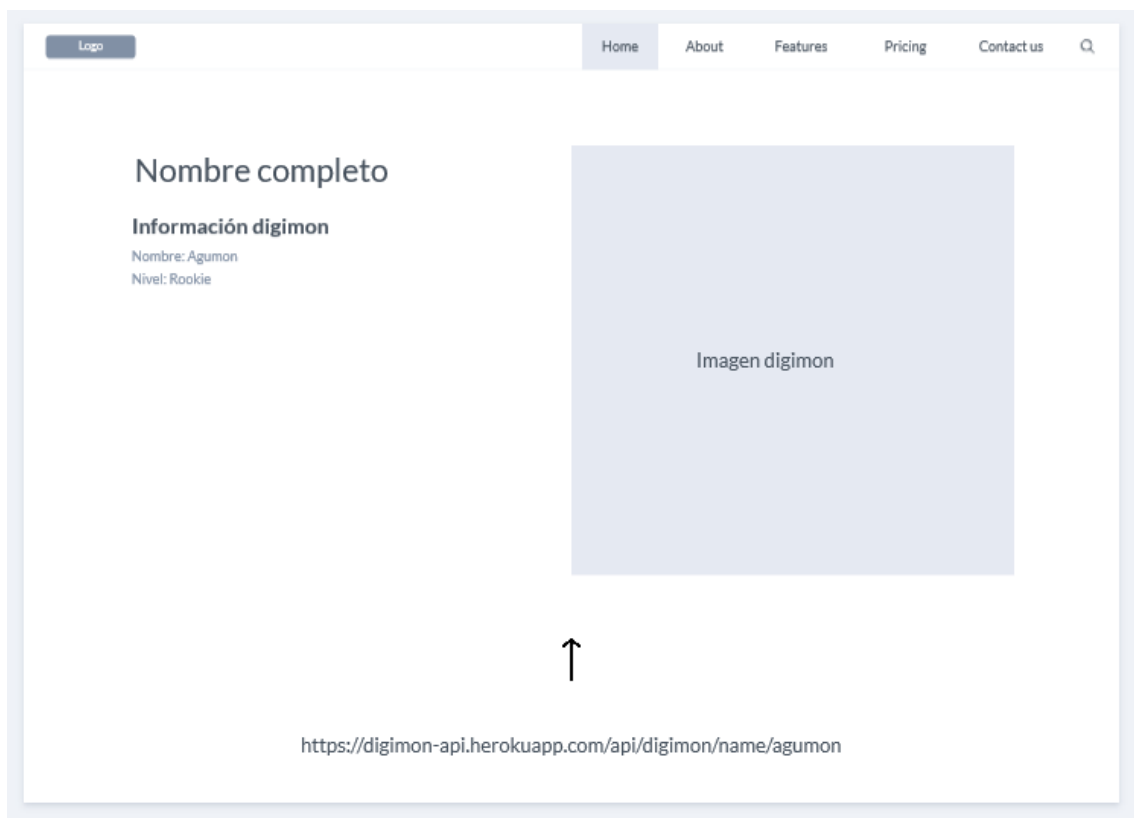 Logo
Home About Features Pricing Contact us
Nombre completo
Información digimon
Nombre: Agumon
Nivel: Rookie
Imagen digimon
https://digimon-api.herokuapp.com/api/digimon/name/agumon